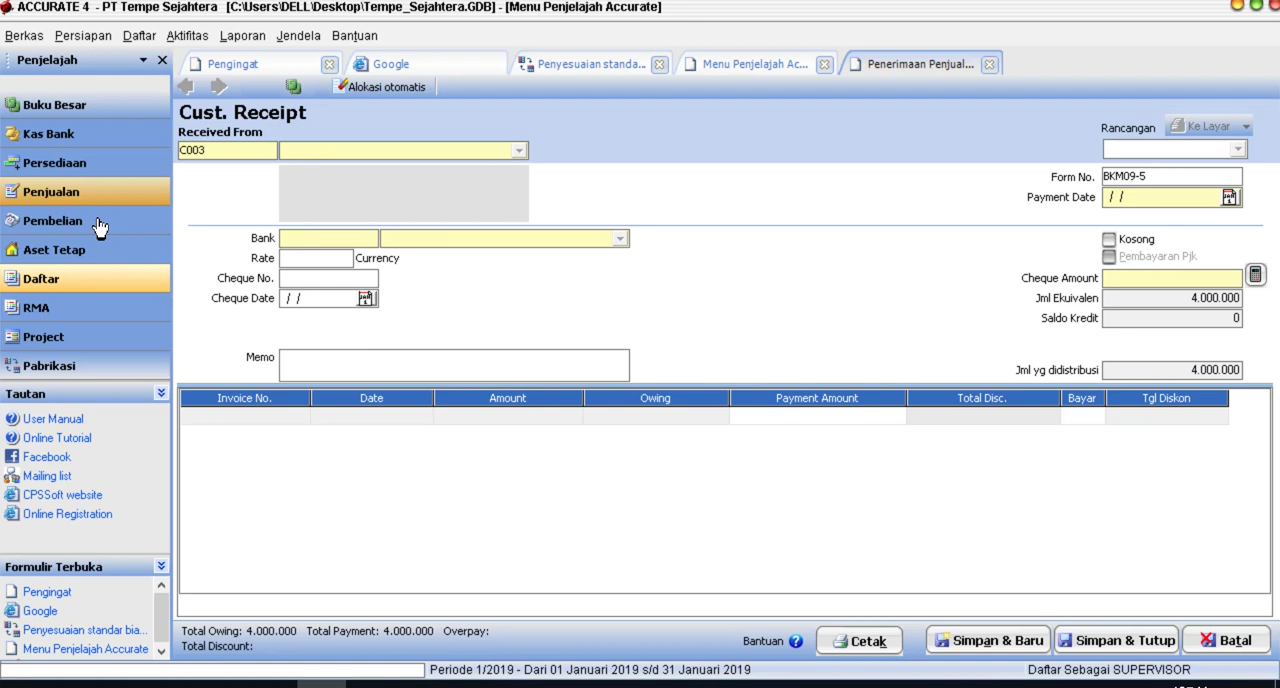 ACCURATE 4 - PT Tempe Sejahtera [C:\Users\DELL\Desktop\Tempe_Sejahtera.GDB] - [Menu Penjelajah Accurate]
Berkas Persiapan Daftar Aktifitas Laporan Jendela Bantuan
Penjelajah
Pengingat
Google
Penyesuaian standa...
Menu Penjelajah Ac...
Penerimaan Penjual...
Alokasi otomatis
Buku Besar
Kas Bank
Persediaan
Penjualan
Pembelian
Aset Tetap
Daftar
RMA
Project
Pabrikasi
Tautan
User Manual
Online Tutorial
Facebook
Mailing list
CPSSoft website
Online Registration
Formulir Terbuka
Pengingat
Google
Penyesuaian standar bia...
Menu Penjelajah Accurate
Cust. Receipt
Received From
C003
Rancangan
Ke Layar
Form No. BKM09-5
Payment Date / /
Bank
Rate
Currency
Cheque No.
Cheque Date / /
Memo
Kosong
Pembayaran Pjk
Cheque Amount
Jml Ekuivalen 4.000.000
Saldo Kredit 0
Jml yg didistribusi 4.000.000
Invoice No. Date Amount Owing Payment Amount Total Disc. Bayar Tgl Diskon
Total Owing: 4.000.000 Total Payment: 4.000.000 Overpay:
Total Discount:
Bantuan
Cetak
Simpan & Baru
Simpan & Tutup
Batal
Periode 1/2019 - Dari 01 Januari 2019 s/d 31 Januari 2019
Daftar Sebagai SUPERVISOR